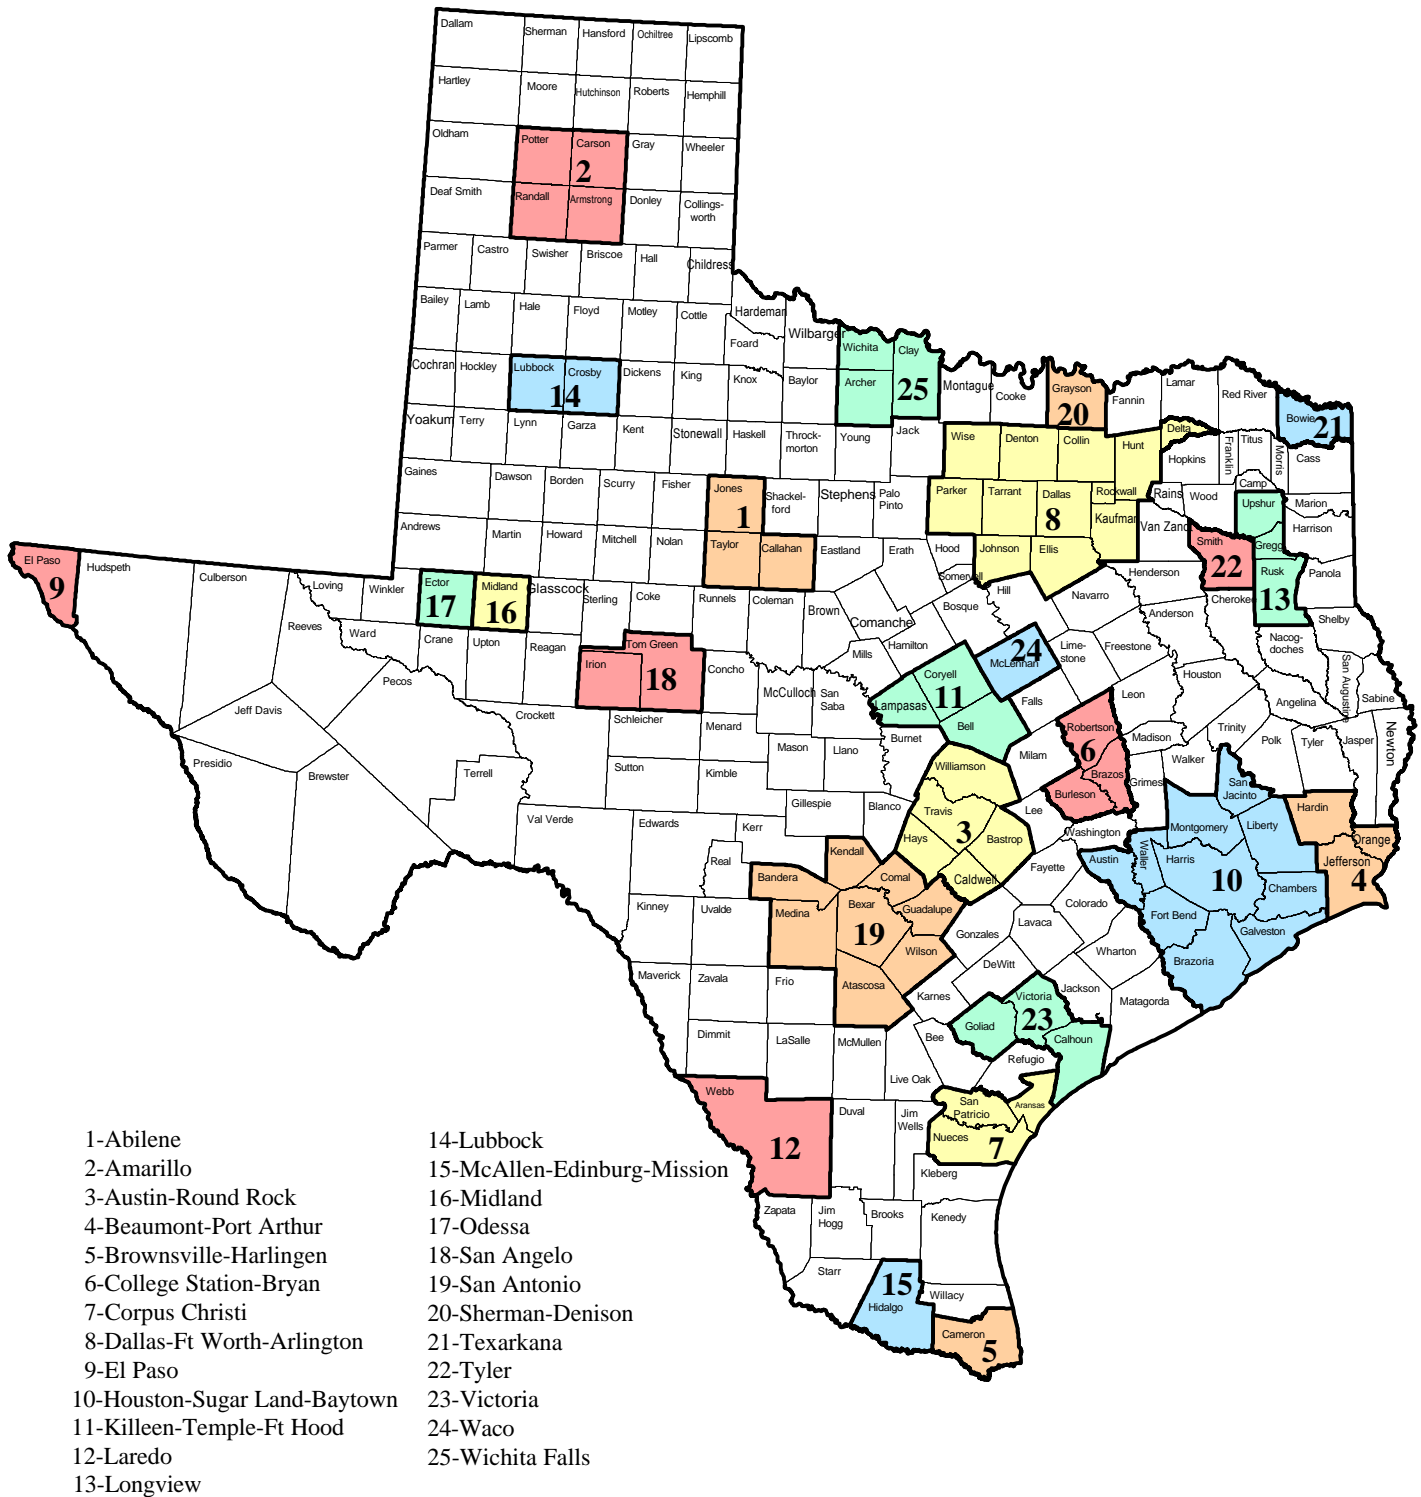 Dallam
Sherman
Hansford
Ochiltree
Lipscomb
Hartley
Moore
Hutchinson
Roberts
Hemphill
Oldham
Potter
Carson
Gray
Wheeler
2
Deaf Smith
Randall
Armstrong
Donley
Collings-
worth
Parmer
Castro
Swisher
Briscoe
Hall
Childress
Bailey
Lamb
Hale
Floyd
Motley
Cottle
Hardeman
Foard
Wilbarger
Wichita
Clay
Cochran
Hockley
Lubbock
Crosby
Dickens
King
Knox
Baylor
Archer
25
Montague
Cooke
Grayson
20
Fannin
Lamar
Red River
Bowie
21
14
Yoakum
Terry
Lynn
Garza
Kent
Stonewall
Haskell
Throck-
morton
Young
Jack
Wise
Denton
Collin
Hunt
Delta
Hopkins
Franklin
Titus
Morris
Cass
Gaines
Dawson
Borden
Scurry
Fisher
Jones
1
Shackel-
ford
Stephens
Palo
Pinto
Parker
Tarrant
Dallas
8
Rockwall
Kaufman
Rains
Wood
Camp
Upshur
Marion
Harrison
Andrews
Martin
Howard
Mitchell
Nolan
Taylor
Callahan
Eastland
Erath
Hood
Somervell
Johnson
Ellis
Van Zand
Smith
22
Gregg
Rusk
13
Panola
El Paso
9
Hudspeth
Culberson
Loving
Winkler
Ector
17
Midland
16
Glasscock
Sterling
Coke
Runnels
Coleman
Brown
Comanche
Bosque
Hill
Navarro
Henderson
Anderson
Cherokee
Nacog-
doches
Shelby
Reeves
Ward
Crane
Upton
Reagan
Irion
Tom Green
18
Concho
McCulloch
San
Saba
Mills
Hamilton
Coryell
11
Lampasas
Bell
McLennan
24
Lime-
stone
Freestone
Falls
Leon
Houston
Angelina
San Augustine
Sabine
Jeff Davis
Pecos
Crockett
Schleicher
Menard
Mason
Llano
Burnet
Milam
Robertson
6
Brazos
Burleson
Madison
Walker
Trinity
Polk
Tyler
Jasper
Newton
Presidio
Brewster
Terrell
Sutton
Kimble
Gillespie
Blanco
Williamson
Travis
3
Hays
Bastrop
Caldwell
Lee
Grimes
Washington
San
Jacinto
Montgomery
Liberty
Hardin
Orange
Jefferson
4
Val Verde
Edwards
Kerr
Real
Kendall
Bandera
Comal
Medina
Bexar
Guadalupe
19
Wilson
Atascosa
Fayette
Austin
Waller
Harris
10
Chambers
Fort Bend
Galveston
Brazoria
Kinney
Uvalde
Gonzales
Lavaca
Colorado
Wharton
Maverick
Zavala
Frio
Karnes
DeWitt
Victoria
23
Jackson
Matagorda
Goliad
Calhoun
Dimmit
LaSalle
McMullen
Bee
Refugio
Live Oak
Webb
12
Duval
Jim
Wells
San
Patricio
Aransas
Nueces
7
Kleberg
Zapata
Jim
Hogg
Brooks
Kenedy
Starr
15
Hidalgo
Willacy
Cameron
5
1-Abilene
2-Amarillo
3-Austin-Round Rock
4-Beaumont-Port Arthur
5-Brownsville-Harlingen
6-College Station-Bryan
7-Corpus Christi
8-Dallas-Ft Worth-Arlington
9-El Paso
10-Houston-Sugar Land-Baytown
11-Killeen-Temple-Ft Hood
12-Laredo
13-Longview
14-Lubbock
15-McAllen-Edinburg-Mission
16-Midland
17-Odessa
18-San Angelo
19-San Antonio
20-Sherman-Denison
21-Texarkana
22-Tyler
23-Victoria
24-Waco
25-Wichita Falls